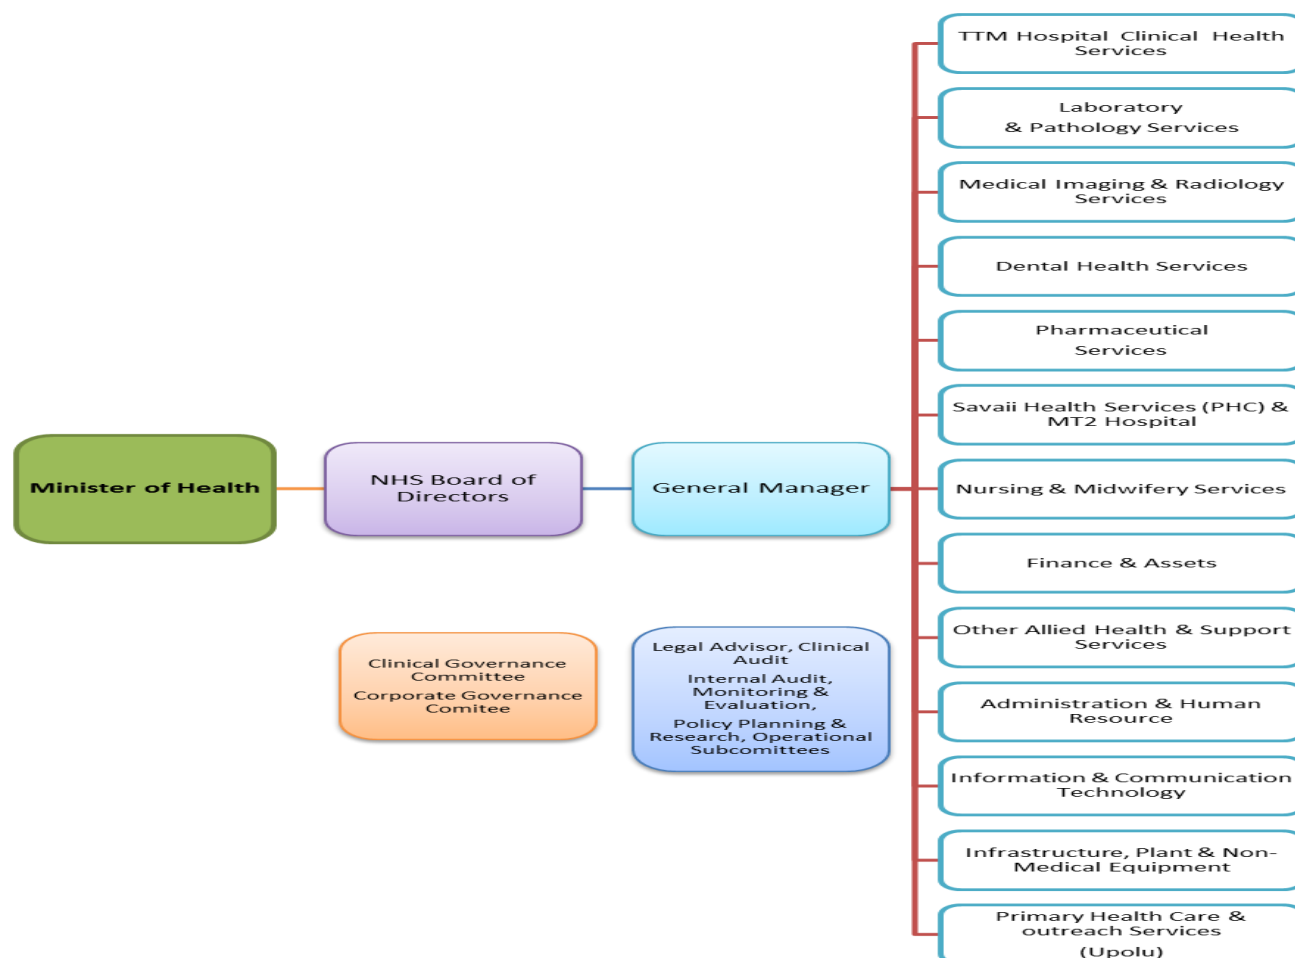 Minister of Health
NHS Board of
Directors
General Manager
Clinical Governance
Committee
Corporate Governance
Comitee
Legal Advisor, Clinical
Audit
Internal Audit,
Monitoring &
Evaluation,
Policy Planning &
Research, Operational
Subcomittees
TTM Hospital Clinical Health
Services
Laboratory
& Pathology Services
Medical Imaging & Radiology
Services
Dental Health Services
Pharmaceutical
Services
Savaii Health Services (PHC) &
MT2 Hospital
Nursing & Midwifery Services
Finance & Assets
Other Allied Health & Support
Services
Administration & Human
Resource
Information & Communication
Technology
Infrastructure, Plant & Non-
Medical Equipment
Primary Health Care &
outreach Services
(Upolu)